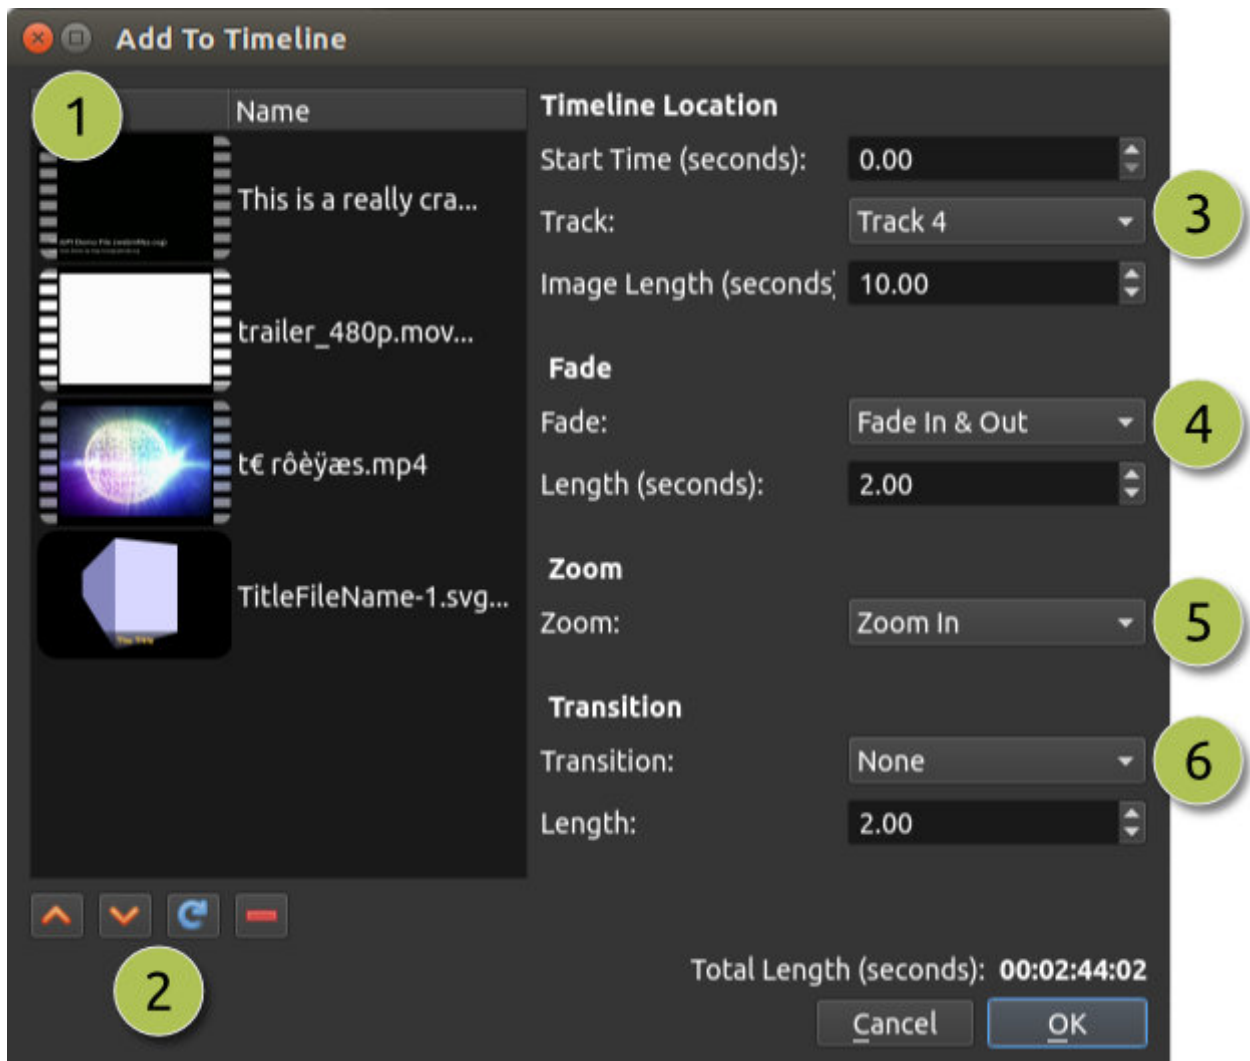 Add To Timeline
1
Name
This is a really cra...
trailer_480p.mov...
t€ rôèÿæs.mp4
TitleFileName-1.svg...
2
Timeline Location
Start Time (seconds): 0.00
Track: Track 4
3
Image Length (seconds) 10.00
Fade
Fade: Fade In & Out
4
Length (seconds): 2.00
Zoom
Zoom: Zoom In
5
Transition
Transition: None
6
Length: 2.00
Total Length (seconds): 00:02:44:02
Cancel
OK